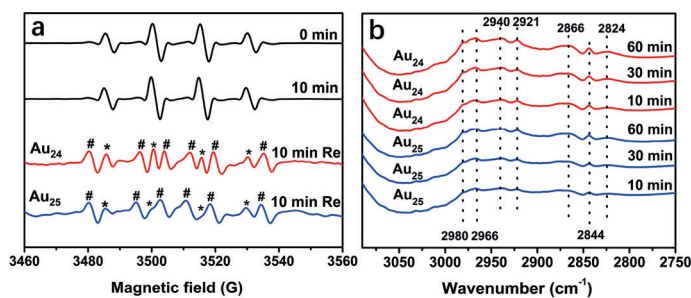 a
0 min
10 min
# * # * # # * # * #
Au24
10 min Re
# * # * # # * # * #
Au25
10 min Re
3460 3480 3500 3520 3540 3560
Magnetic field (G)
b
2940 2921 2866 2824
Au24 60 min
Au24 30 min
Au24 10 min
Au25 60 min
Au25 30 min
Au25 10 min
2980 2966 2844
3050 3000 2950 2900 2850 2800 2750
Wavenumber (cm-1)